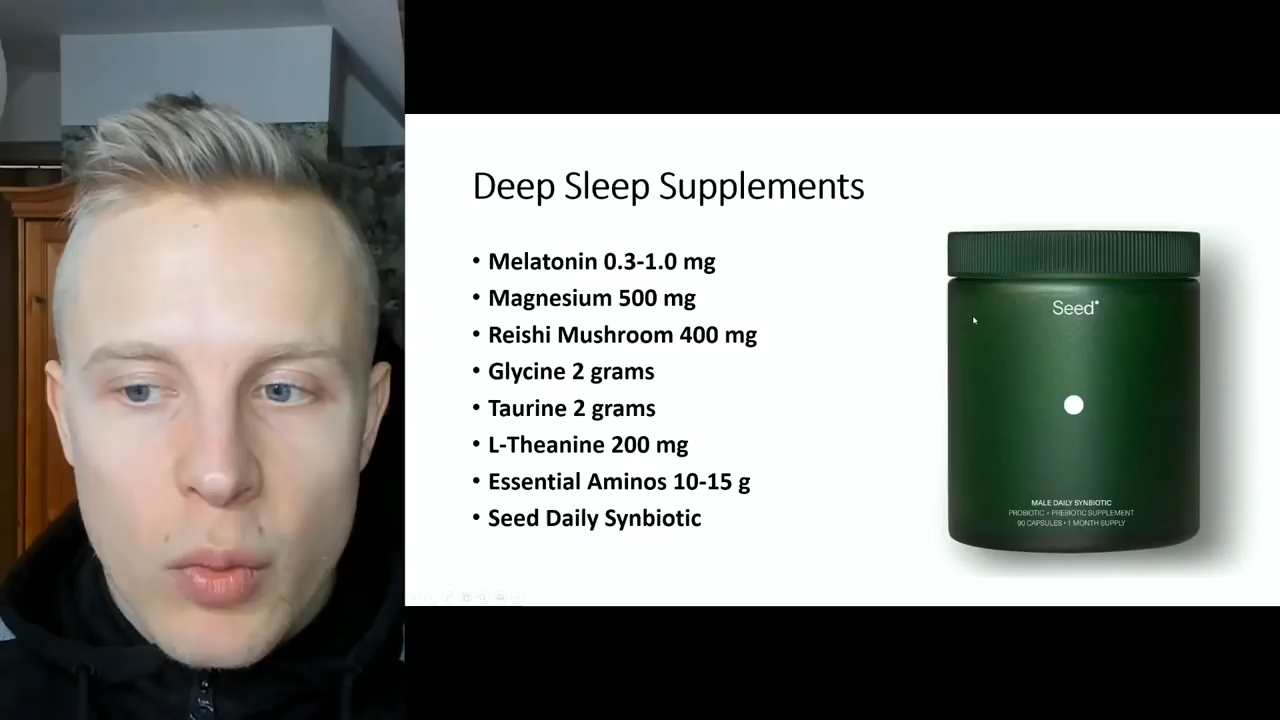 Deep Sleep Supplements
• Melatonin 0.3-1.0 mg
• Magnesium 500 mg
• Reishi Mushroom 400 mg
• Glycine 2 grams
• Taurine 2 grams
• L-Theanine 200 mg
• Essential Aminos 10-15 g
• Seed Daily Synbiotic
Seed
MALE DAILY SYNBIOTIC
PROBIOTIC + PREBIOTIC SUPPLEMENT
90 CAPSULES • 1 MONTH SUPPLY